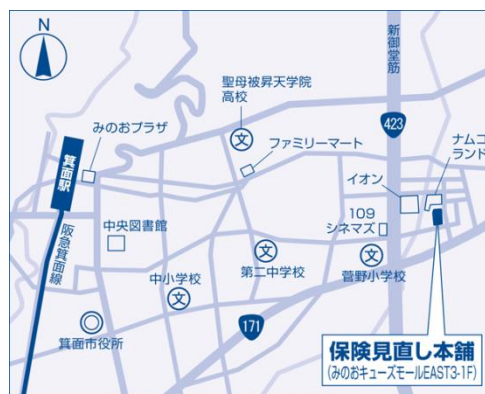 N
新御堂筋
聖母被昇天学院
高校
文
423
みのおプラザ
ファミリーマート
ナムコ
ランド
箕面駅
イオン
109
シネマズ
中央図書館
阪急箕面線
文
第二中学校
文
菅野小学校
中小学校
文
171
箕面市役所
保険見直し本舗
(みのおキューズモールEAST3-1F)